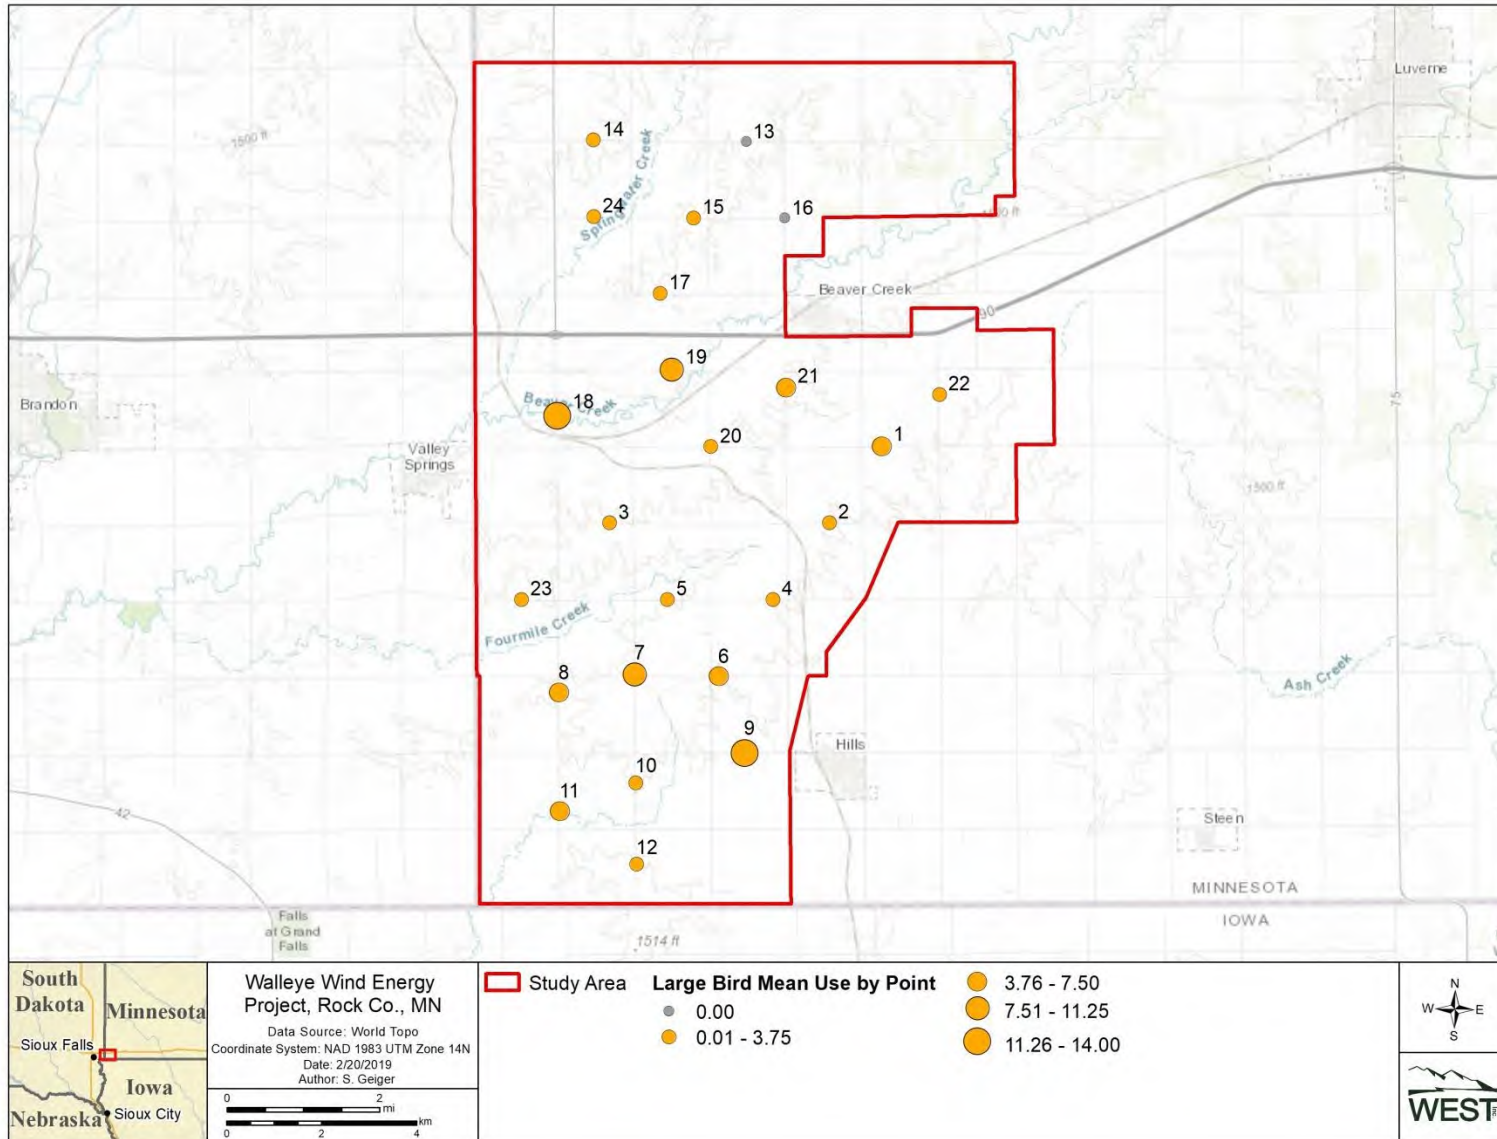 Luverne
1500 ft
14
13
Springwater Creek
24
15
16
1500 ft
17
Beaver Creek
90
19
21
22
Brandon
Beaver Creek
18
75
20
1
Valley
Springs
1500 ft
3
2
23
5
4
Fourmile Creek
7
6
8
Ash Creek
9
Hills
10
11
42
Steen
12
MINNESOTA
IOWA
Falls
at Grand
Falls
1514 ft
South
Dakota
Minnesota
Sioux Falls
Iowa
Nebraska
Sioux City
Walleye Wind Energy
Project, Rock Co., MN
Data Source: World Topo
Coordinate System: NAD 1983 UTM Zone 14N
Date: 2/20/2019
Author: S. Geiger
0 2
mi
km
0 2 4
Study Area
Large Bird Mean Use by Point
0.00
0.01 - 3.75
3.76 - 7.50
7.51 - 11.25
11.26 - 14.00
N
W E
S
WEST